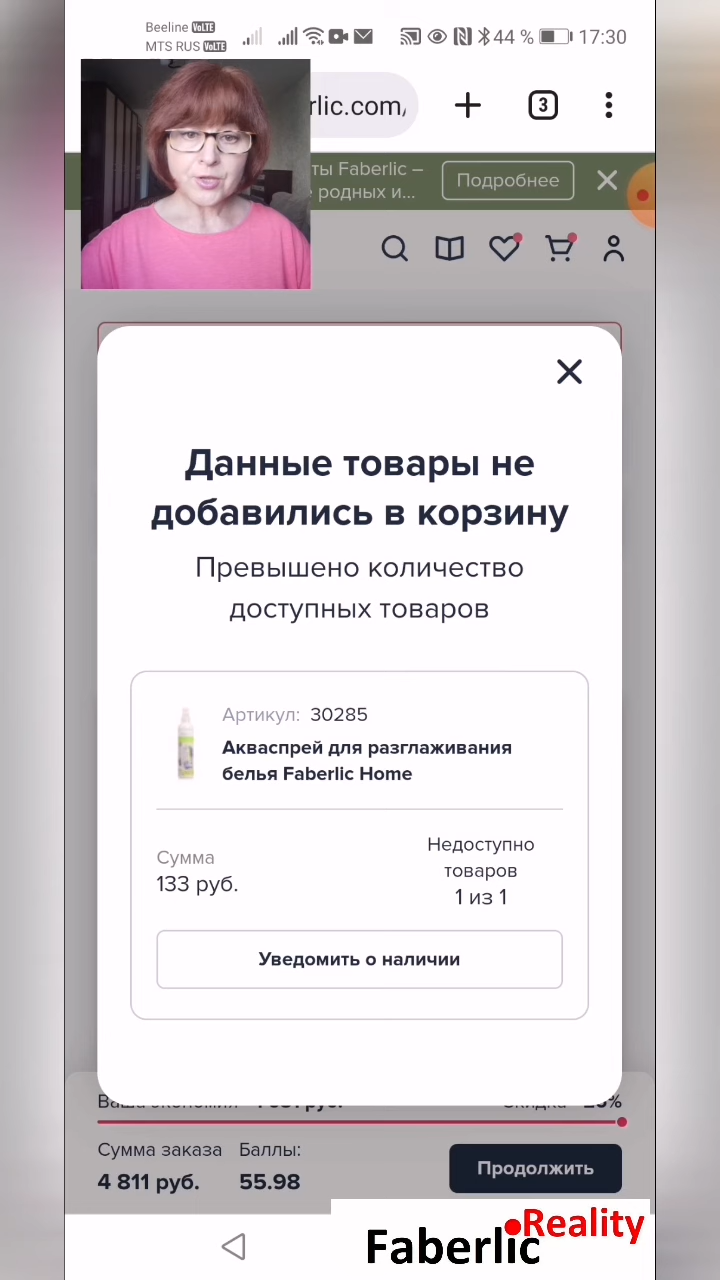 Beeline VoLTE
MTS RUS VoLTE
44 % 17:30
rlic.com,
3
ты Faberlic –
родных и...
Подробнее
Данные товары не
добавились в корзину
Превышено количество
доступных товаров
Артикул: 30285
Акваспрей для разглаживания
белья Faberlic Home
Сумма
133 руб.
Недоступно
товаров
1 из 1
Уведомить о наличии
Сумма заказа Баллы:
4 811 руб. 55.98
Продолжить
Reality
Faberlic